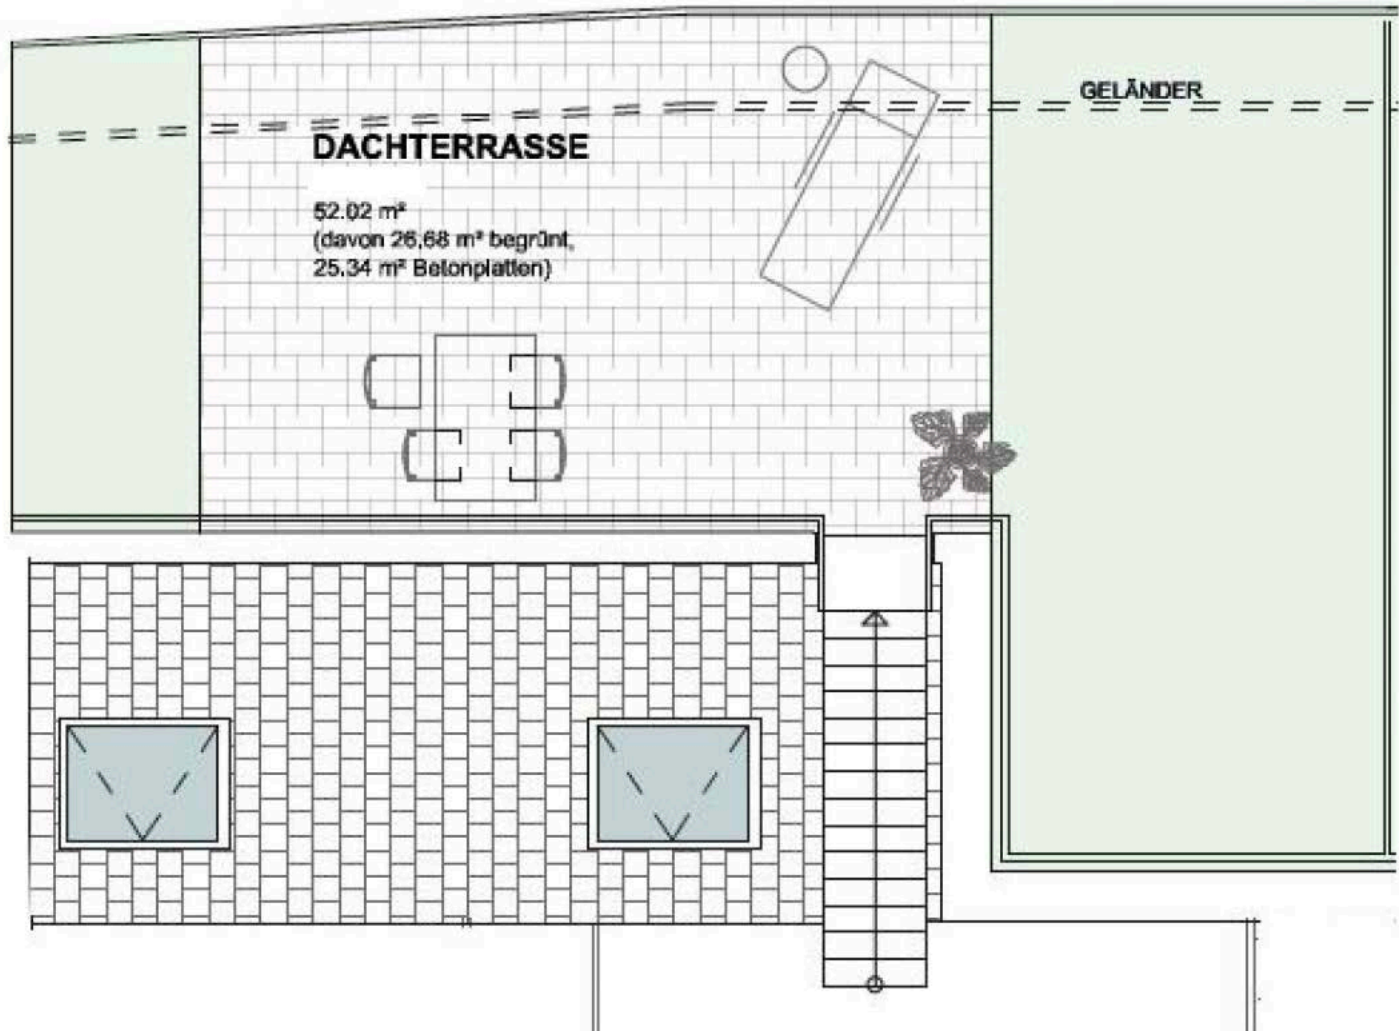 GELÄNDER
DACHTERRASSE
52.02 m²
(davon 26,68 m² begrünt,
25.34 m² Betonplatten)